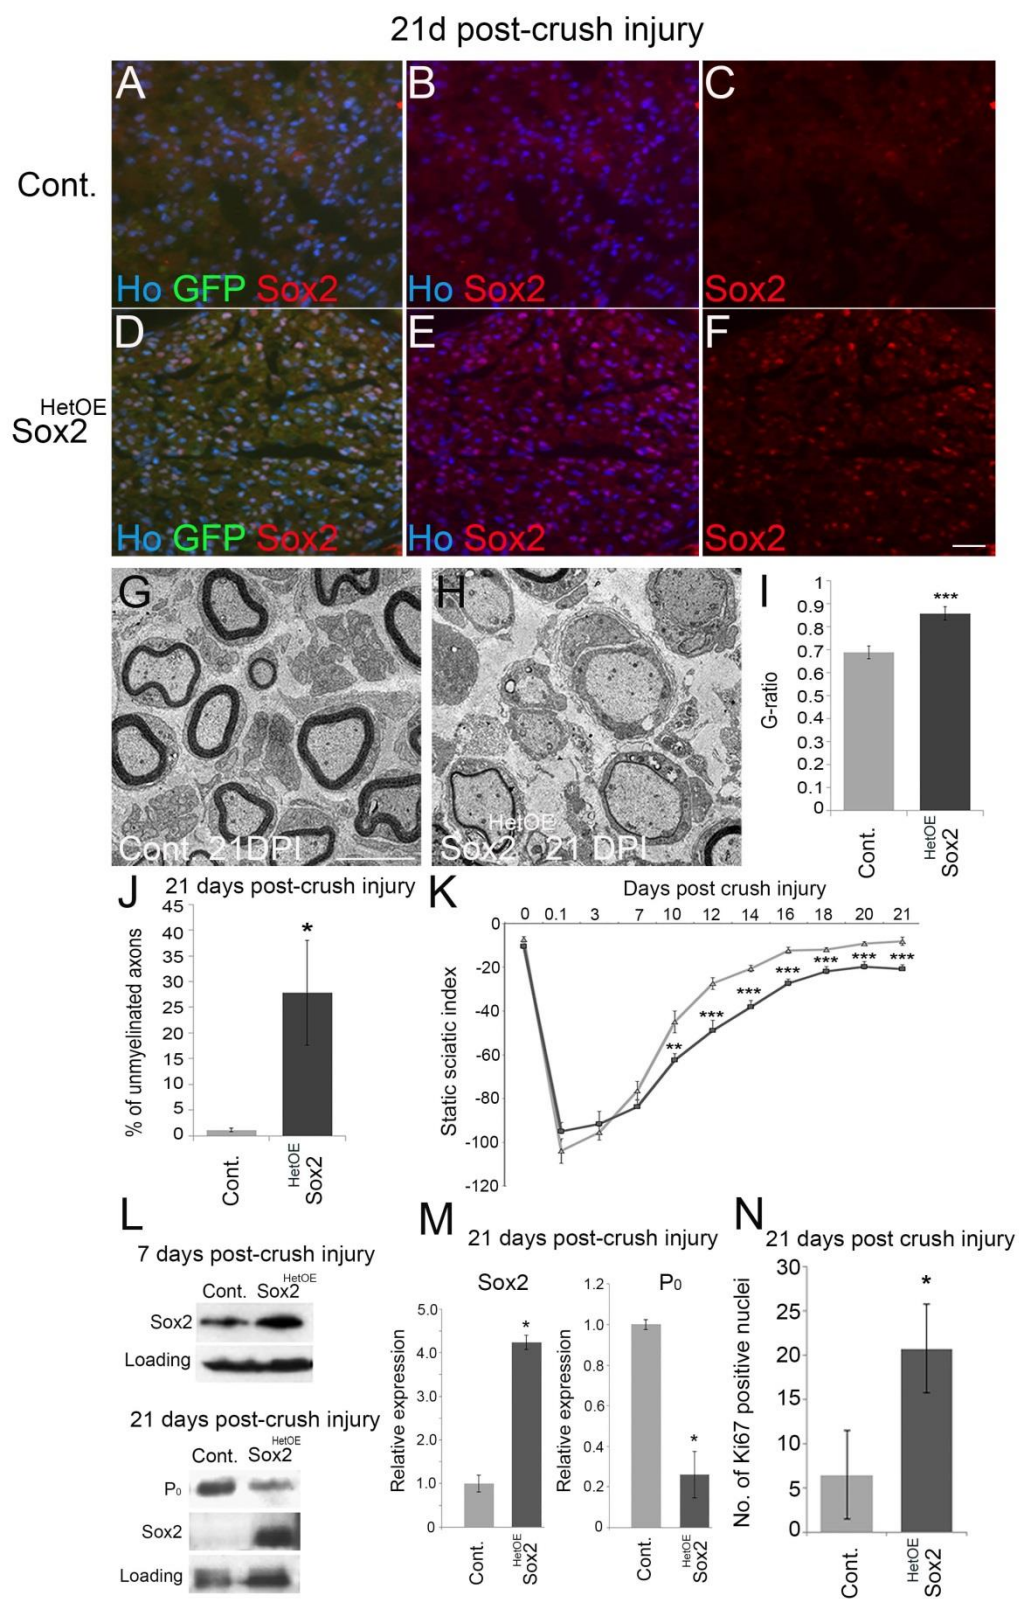 21d post-crush injury
A
B
C
Cont.
Ho GFP Sox2
Ho Sox2
Sox2
D
E
F
HetOE
Sox2
Ho GFP Sox2
Ho Sox2
Sox2
G
Cont. 21DPI
H
HetOE
Sox2 21 DPI
I
1
0.9
0.8
0.7
0.6
0.5
0.4
0.3
0.2
0.1
0
G-ratio
***
Cont.
HetOE
Sox2
J
21 days post-crush injury
45
40
35
30
25
20
15
10
5
0
% of unmyelinated axons
*
Cont.
HetOE
Sox2
K
Days post crush injury
0 0.1 3 7 10 12 14 16 18 20 21
0
-20
-40
-60
-80
-100
-120
Static sciatic index
** *** *** *** *** *** ***
L
7 days post-crush injury
HetOE
Cont. Sox2
Sox2
Loading
21 days post-crush injury
HetOE
Cont. Sox2
P0
Sox2
Loading
M
21 days post-crush injury
Sox2
5.0
4.0
3.0
2.0
1.0
0
Relative expression
*
Cont.
HetOE
Sox2
P0
1.2
1.0
0.8
0.6
0.4
0.2
0
Relative expression
*
Cont.
HetOE
Sox2
N
21 days post crush injury
30
25
20
15
10
5
0
No. of Ki67 positive nuclei
*
Cont.
HetOE
Sox2